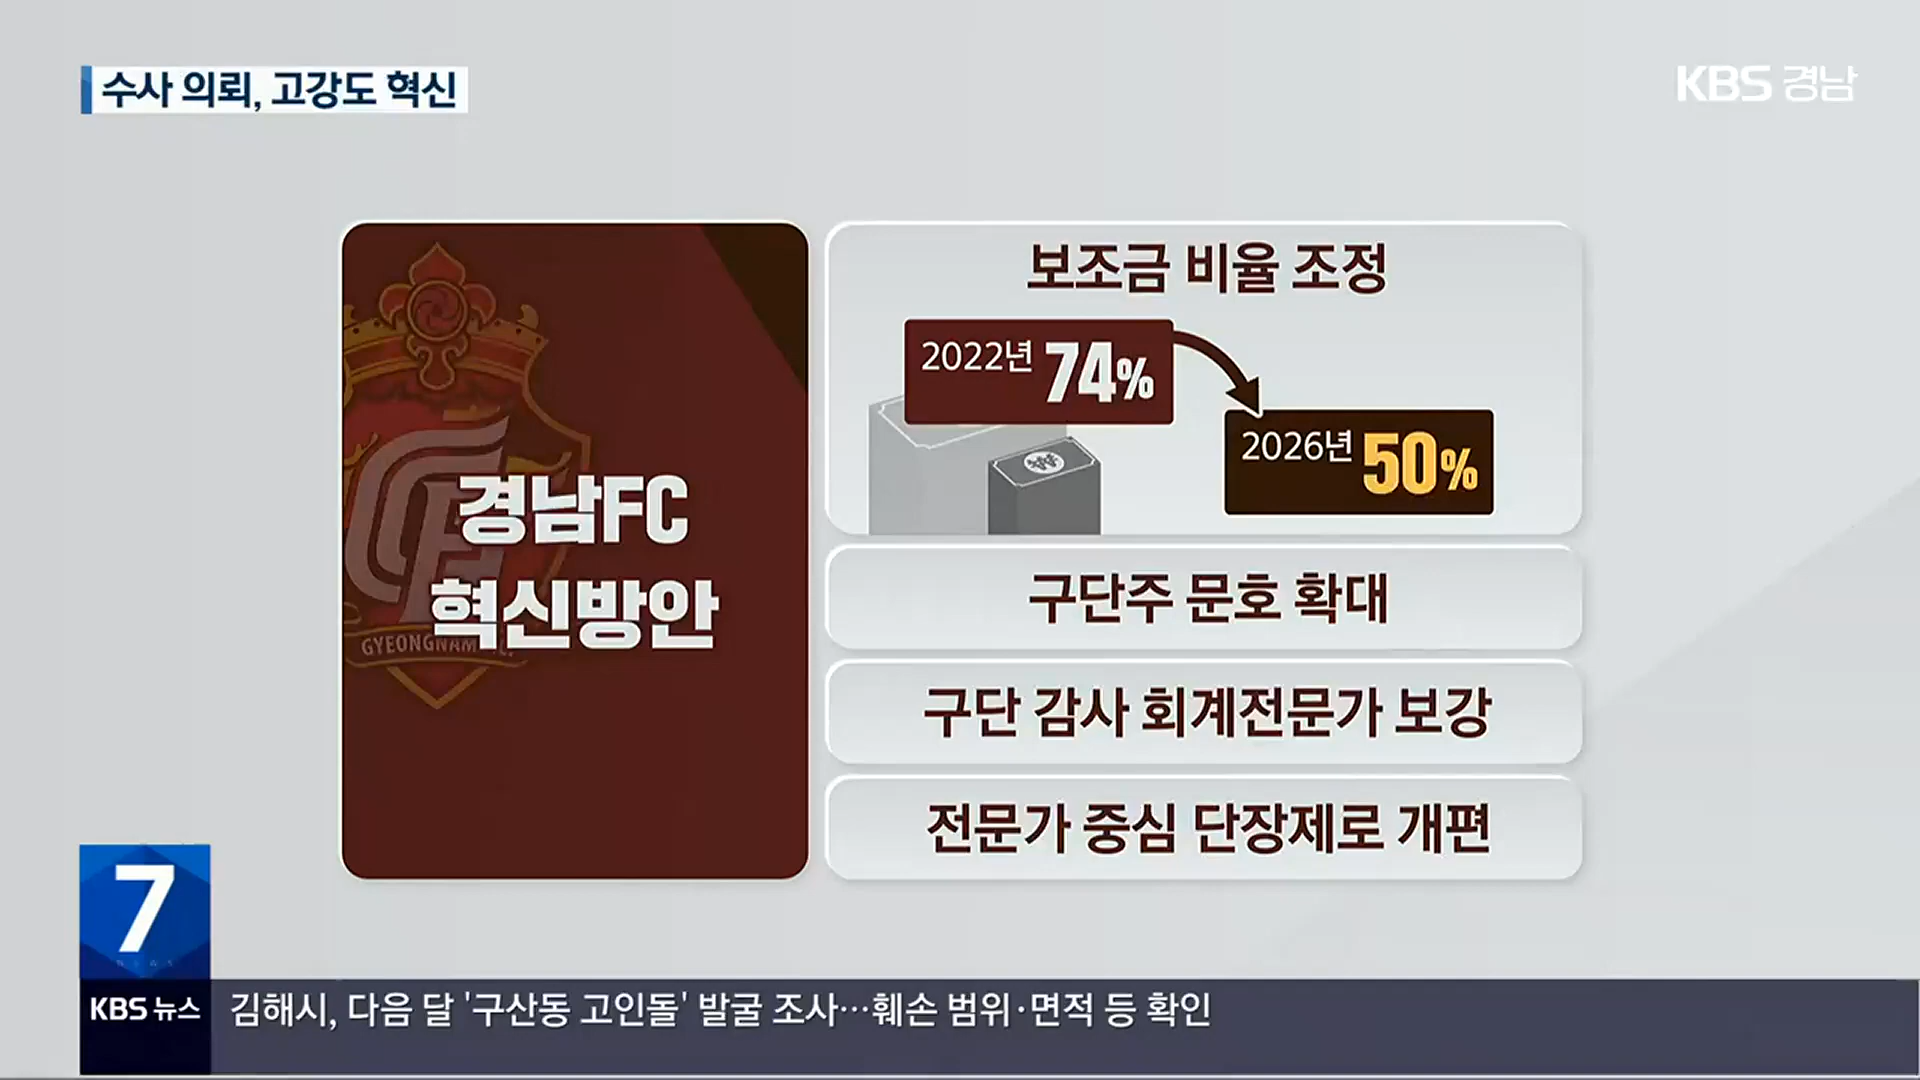 수사 의뢰, 고강도 혁신
KBS 경남
경남FC
혁신방안
GYEONGNAM
보조금 비율 조정
2022년 74%
2026년 50%
구단주 문호 확대
구단 감사 회계전문가 보강
전문가 중심 단장제로 개편
7
NEWS
KBS 뉴스
김해시, 다음 달 '구산동 고인돌' 발굴 조사…훼손 범위·면적 등 확인